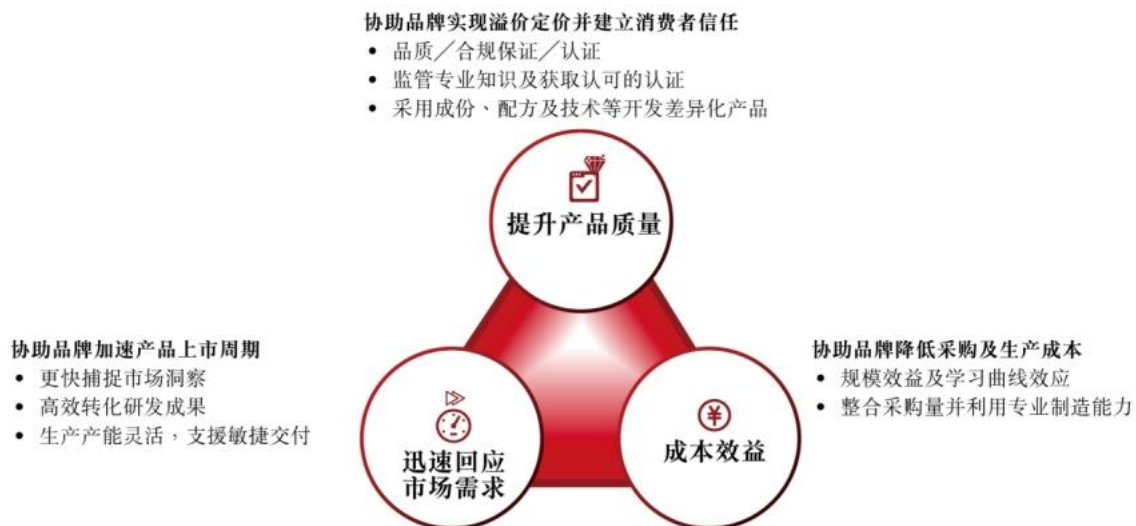 协助品牌实现溢价定价并建立消费者信任
• 品质／合规保证／认证
• 监管专业知识及获取认可的认证
• 采用成份、配方及技术等开发差异化产品
提升产品质量
协助品牌加速产品上市周期
• 更快捕捉市场洞察
• 高效转化研发成果
• 生产产能灵活，支援敏捷交付
迅速回应
市场需求
协助品牌降低采购及生产成本
• 规模效益及学习曲线效应
• 整合采购量并利用专业制造能力
¥
成本效益